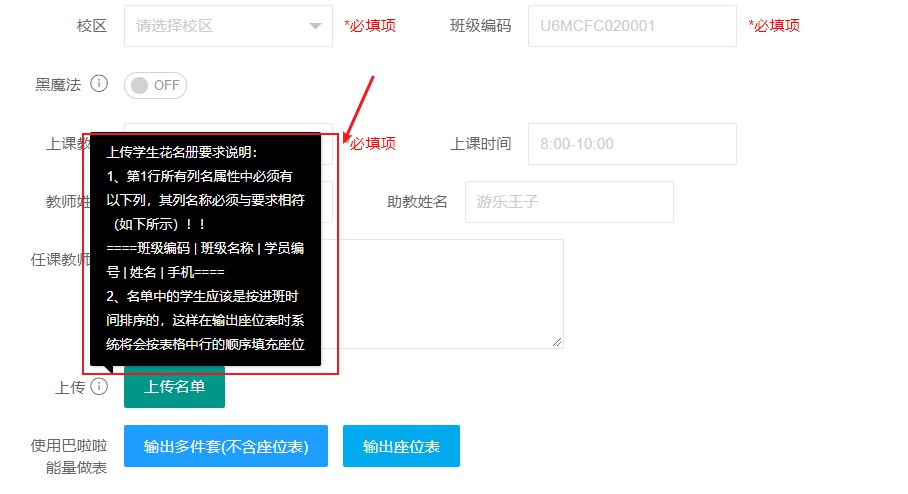 校区 请选择校区 *必填项 班级编码 U6MCFC020001 *必填项
黑魔法 OFF
上课教 必填项 上课时间 8:00-10:00
教师姓 助教姓名 游乐王子
任课教师
上传学生花名册要求说明：
1、第1行所有列名属性中必须有
以下列，其列名称必须与要求相符
（如下所示）！！
====班级编码 | 班级名称 | 学员编
号 | 姓名 | 手机====
2、名单中的学生应该是按进班时
间排序的，这样在输出座位表时系
统将会按表格中行的顺序填充座位
上传 上传名单
使用巴啦啦
能量做表 输出多件套(不含座位表) 输出座位表